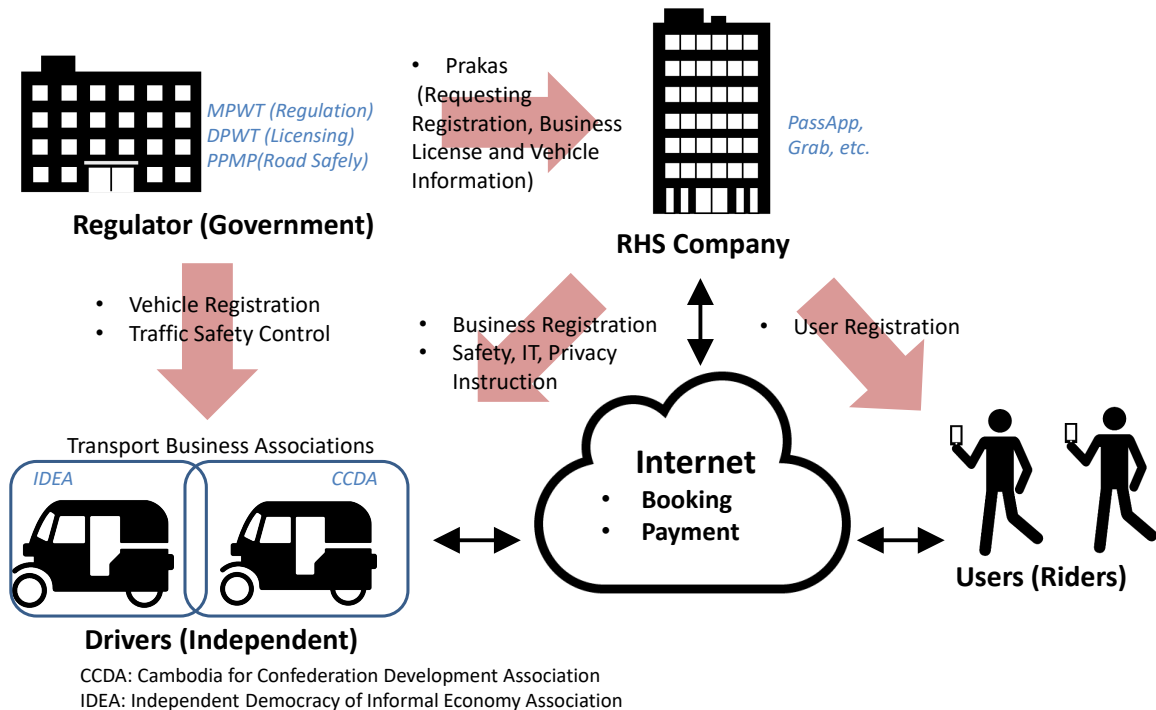 MPWT (Regulation)
DPWT (Licensing)
PPMP(Road Safely)
Regulator (Government)
• Prakas
(Requesting
Registration, Business
License and Vehicle
Information)
PassApp,
Grab, etc.
RHS Company
• Vehicle Registration
• Traffic Safety Control
• Business Registration
• Safety, IT, Privacy
Instruction
• User Registration
Transport Business Associations
IDEA
CCDA
Drivers (Independent)
Internet
• Booking
• Payment
Users (Riders)
CCDA: Cambodia for Confederation Development Association
IDEA: Independent Democracy of Informal Economy Association